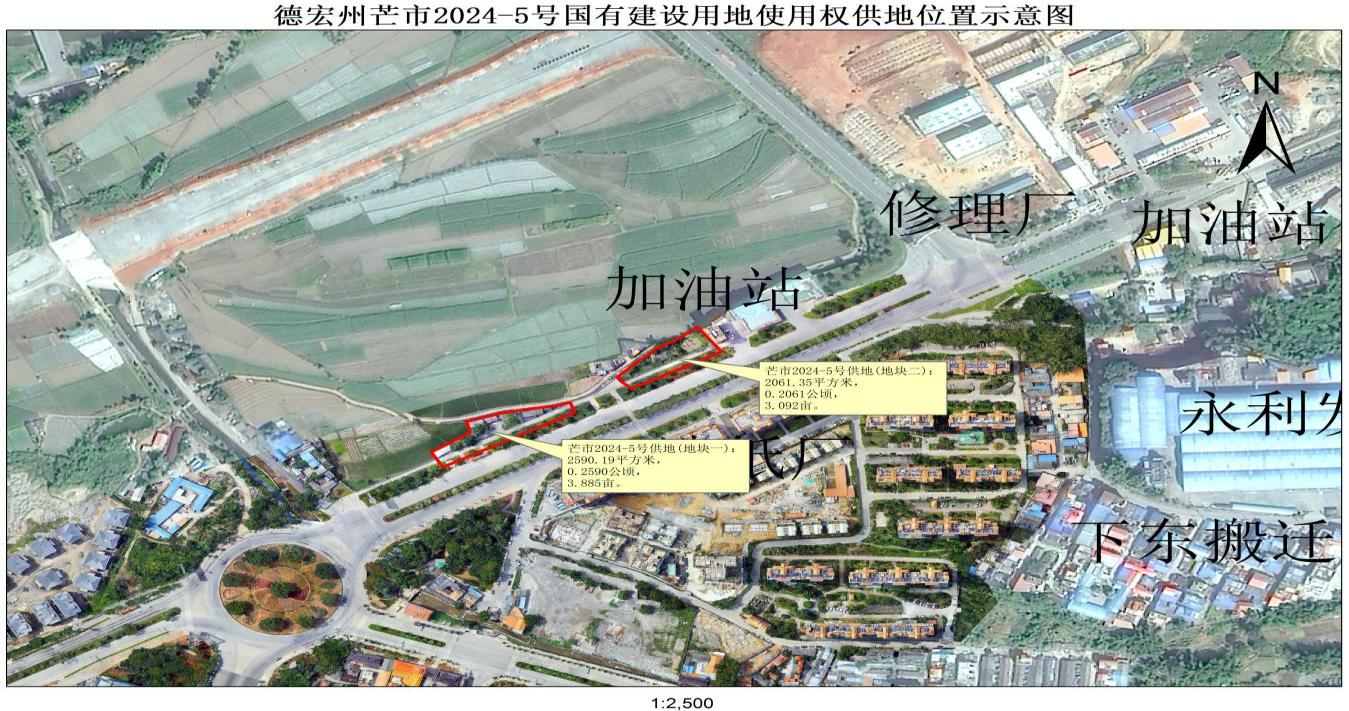 德宏州芒市2024-5号国有建设用地使用权供地位置示意图
N
修理厂
加油站
加油站
芒市2024-5号供地(地块二):
2061.35平方米,
0.2061公顷,
3.092亩。
永利发
芒市2024-5号供地(地块一):
2590.19平方米,
0.2590公顷,
3.885亩。
厂
下东搬迁
1:2,500